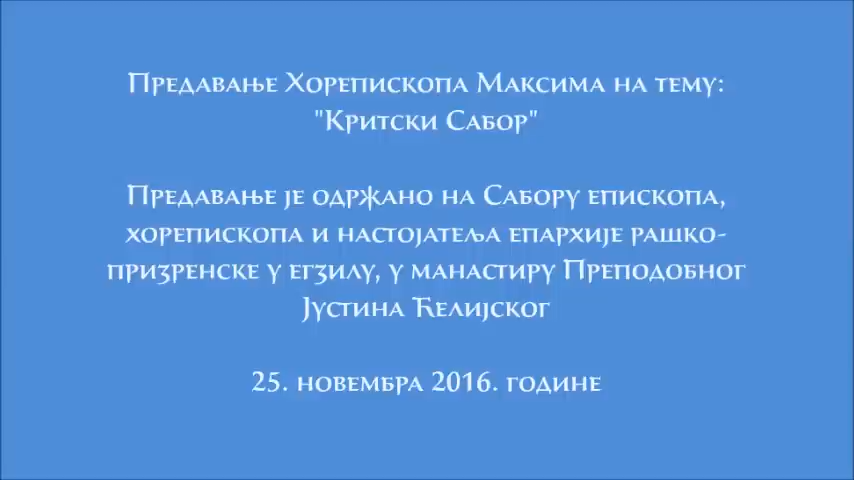 Предавање Хорепископа Максима на тему:
"Критски Сабор"
Предавање је одржано на Сабору епископа,
хорепископа и настојатеља епархије рашко-
призренске у егзилу, у манастиру Преподобног
Јустина Ћелијског
25. новембра 2016. године